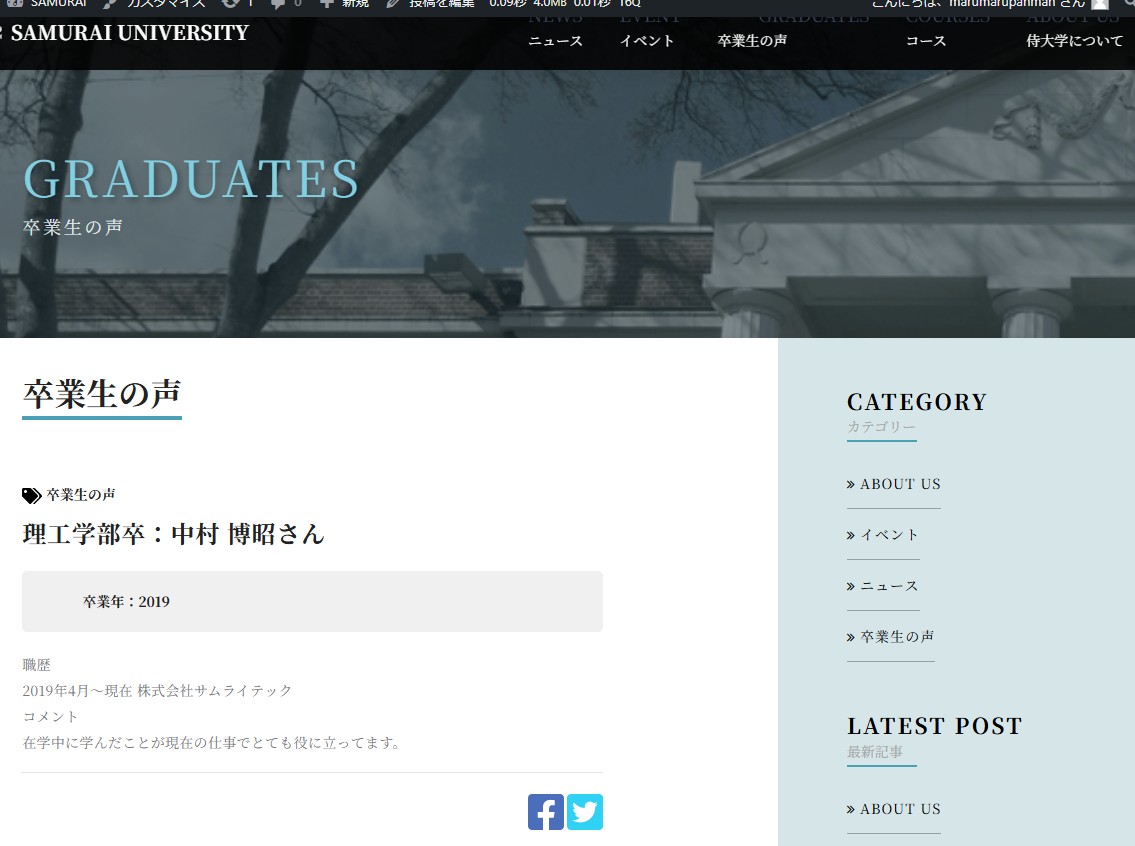 SAMURAI カスタマイズ 1 0 新規 投稿を編集 0.09秒 4.0MB 0.01秒 16Q こんにちは、marumarupanman さん
SAMURAI UNIVERSITY
NEWS EVENT GRADUATES COURSES ABOUT US
ニュース イベント 卒業生の声 コース 侍大学について
GRADUATES
卒業生の声
卒業生の声
卒業生の声
理工学部卒：中村 博昭さん
卒業年：2019
職歴
2019年4月～現在 株式会社サムライテック
コメント
在学中に学んだことが現在の仕事でとても役に立ってます。
CATEGORY
カテゴリー
ABOUT US
イベント
ニュース
卒業生の声
LATEST POST
最新記事
ABOUT US